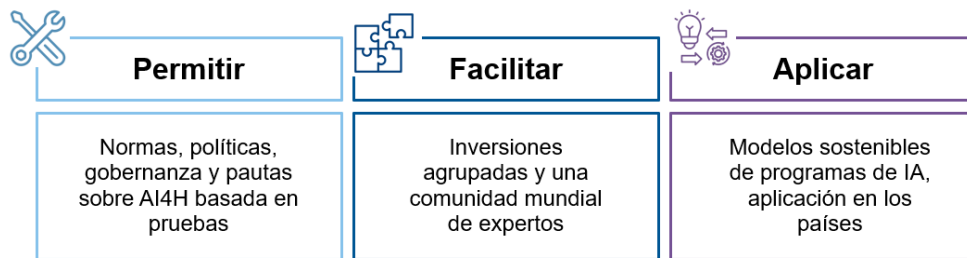 Permitir
Normas, políticas,
gobernanza y pautas
sobre AI4H basada en
pruebas
Facilitar
Inversiones
agrupadas y una
comunidad mundial
de expertos
Aplicar
Modelos sostenibles
de programas de IA,
aplicación en los
países